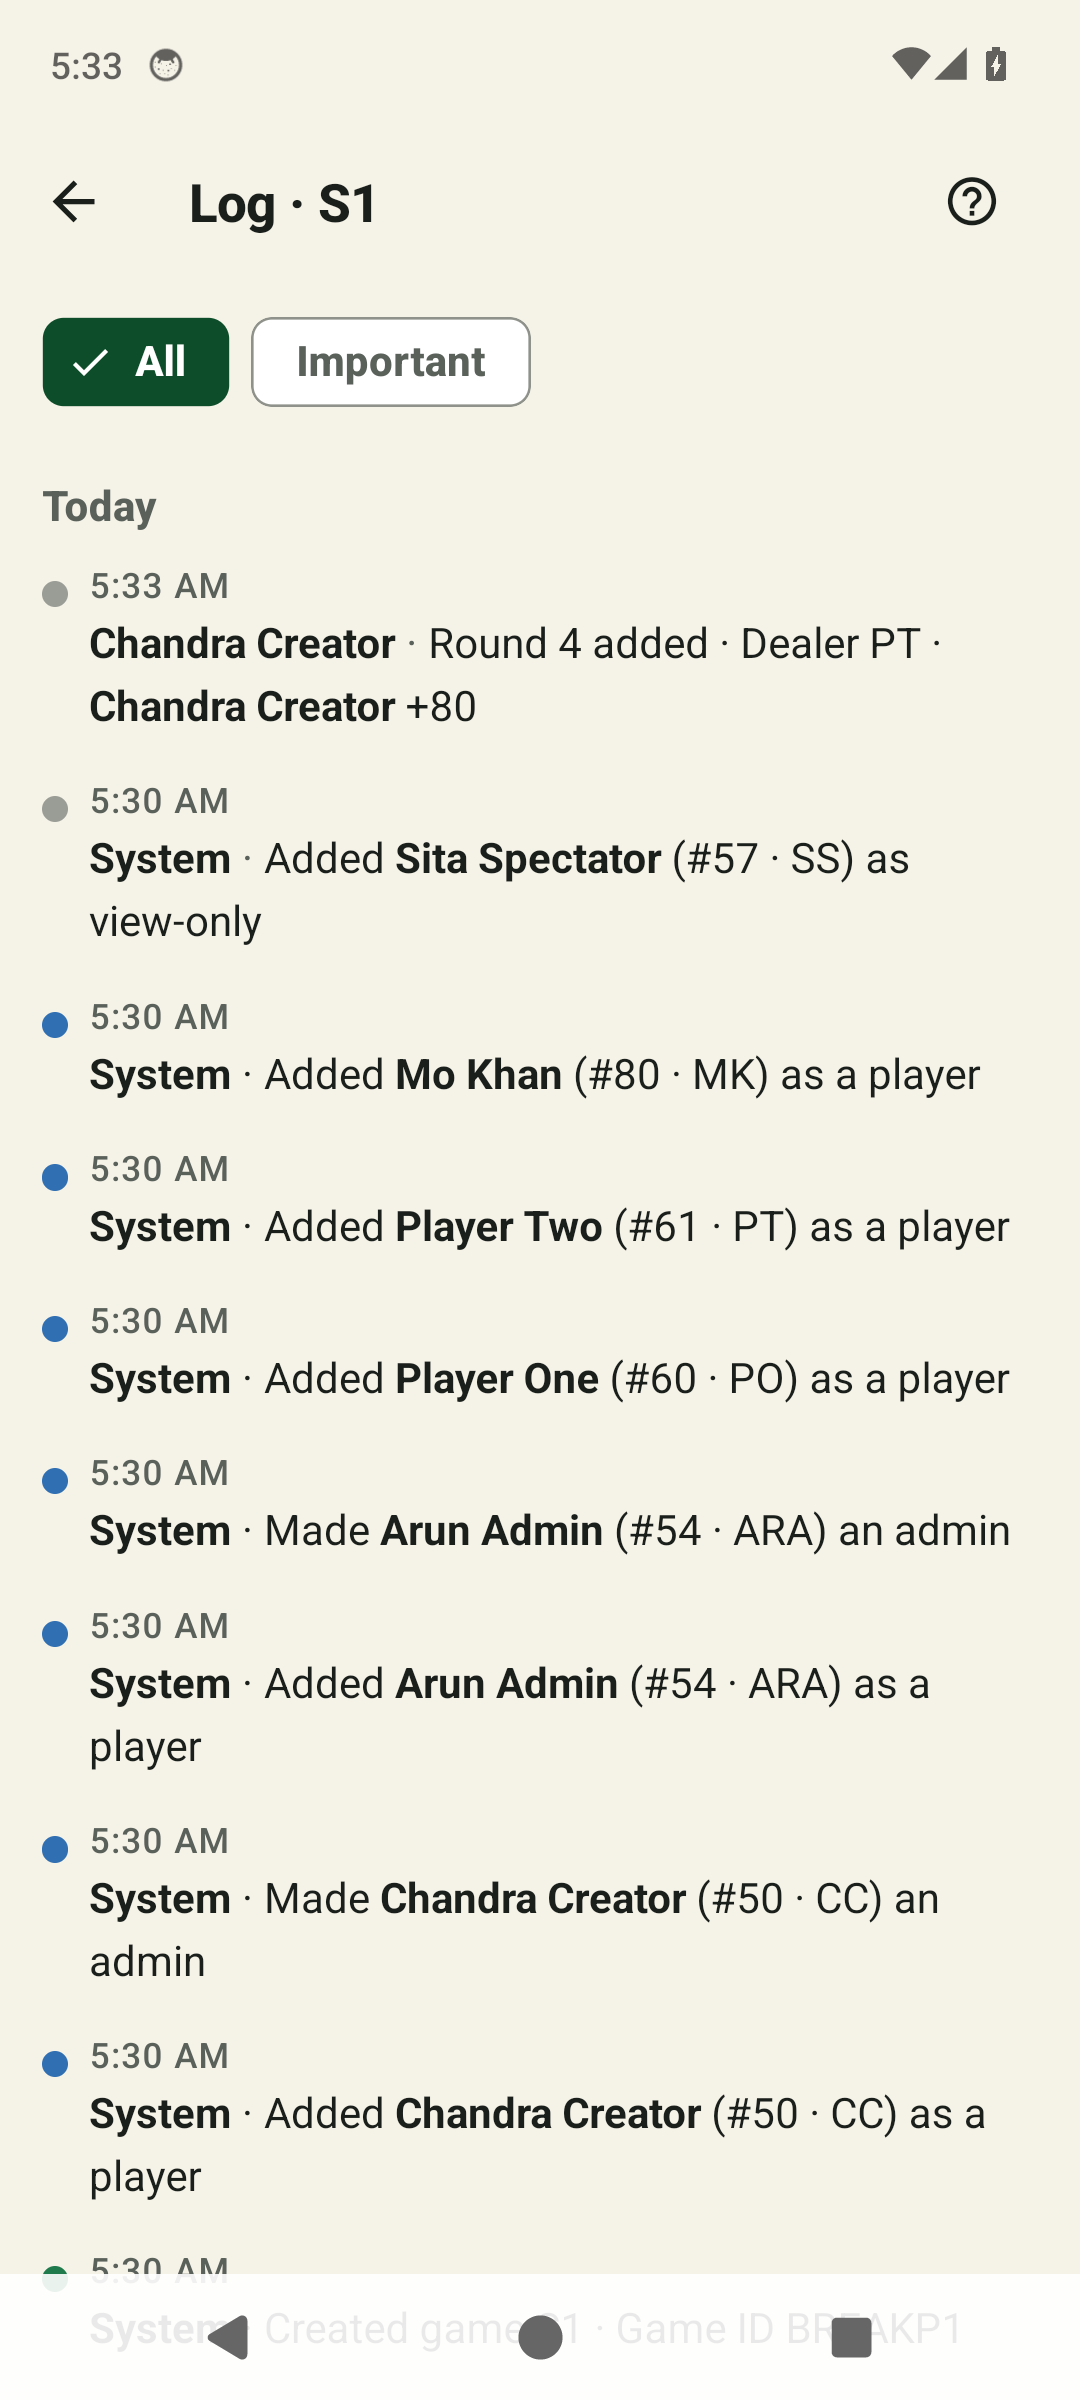 5:33
Log · S1
All
Important
Today
5:33 AM
Chandra Creator · Round 4 added · Dealer PT ·
Chandra Creator +80
5:30 AM
System · Added Sita Spectator (#57 · SS) as
view-only
5:30 AM
System · Added Mo Khan (#80 · MK) as a player
5:30 AM
System · Added Player Two (#61 · PT) as a player
5:30 AM
System · Added Player One (#60 · PO) as a player
5:30 AM
System · Made Arun Admin (#54 · ARA) an admin
5:30 AM
System · Added Arun Admin (#54 · ARA) as a
player
5:30 AM
System · Made Chandra Creator (#50 · CC) an
admin
5:30 AM
System · Added Chandra Creator (#50 · CC) as a
player
5:30 AM
System · Created game S1 · Game ID BREAKP1